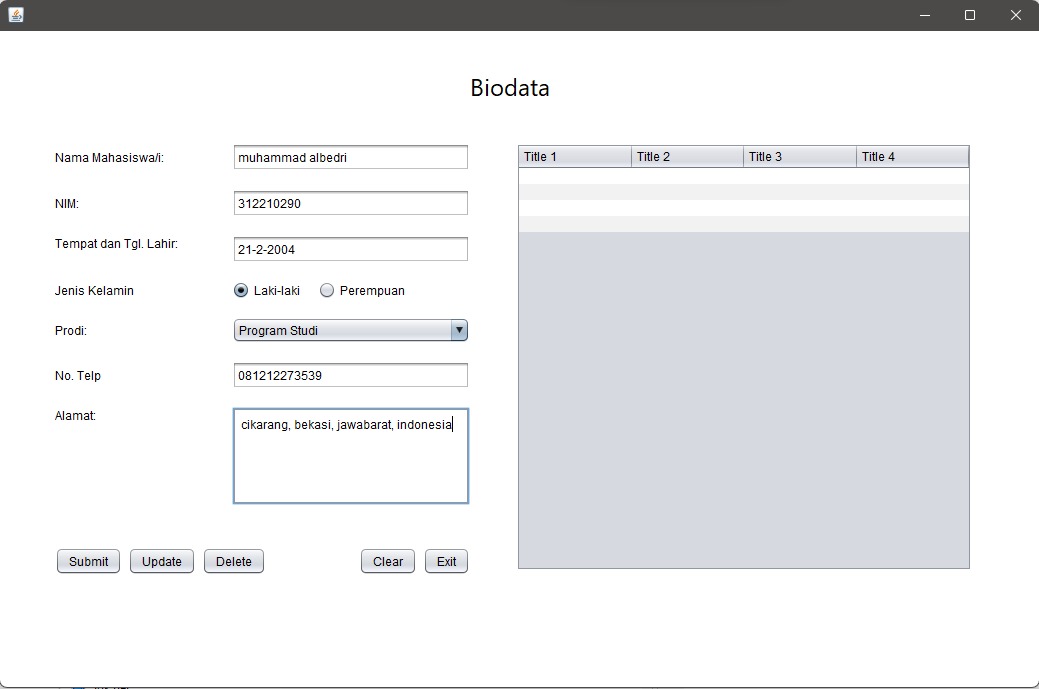 Biodata
Nama Mahasiswa/i:
muhammad albedri
NIM:
312210290
Tempat dan Tgl. Lahir:
21-2-2004
Jenis Kelamin
Laki-laki
Perempuan
Prodi:
Program Studi
No. Telp
081212273539
Alamat:
cikarang, bekasi, jawabarat, indonesia
Submit
Update
Delete
Clear
Exit
Title 1
Title 2
Title 3
Title 4